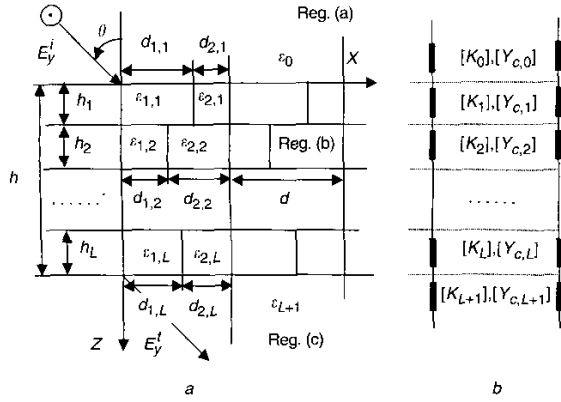 Reg. (a)
θ
E_y^i
d_{1,1} d_{2,1} ε_0 X
h_1 ε_{1,1} ε_{2,1}
h_2 ε_{1,2} ε_{2,2} Reg. (b)
h d_{1,2} d_{2,2} d
......
h_L ε_{1,L} ε_{2,L}
d_{1,L} d_{2,L} ε_{L+1}
Z E_y^t Reg. (c)
a
[K_0],[Y_{c,0}]
[K_1],[Y_{c,1}]
[K_2],[Y_{c,2}]
......
[K_L],[Y_{c,L}]
[K_{L+1}],[Y_{c,L+1}]
b